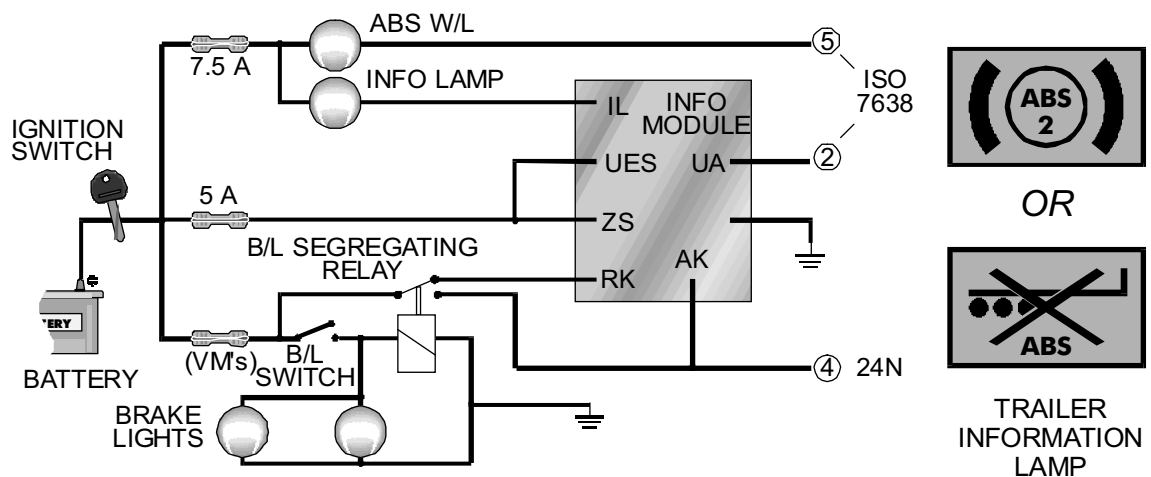 ABS W/L
7.5 A
INFO LAMP
5
ISO
7638
2
IGNITION
SWITCH
IL
INFO
MODULE
UES
UA
5 A
ZS
B/L SEGREGATING
RELAY
RK
AK
ERY
BATTERY
(VM's)
B/L
SWITCH
4
24N
BRAKE
LIGHTS
ABS
2
OR
ABS
TRAILER
INFORMATION
LAMP